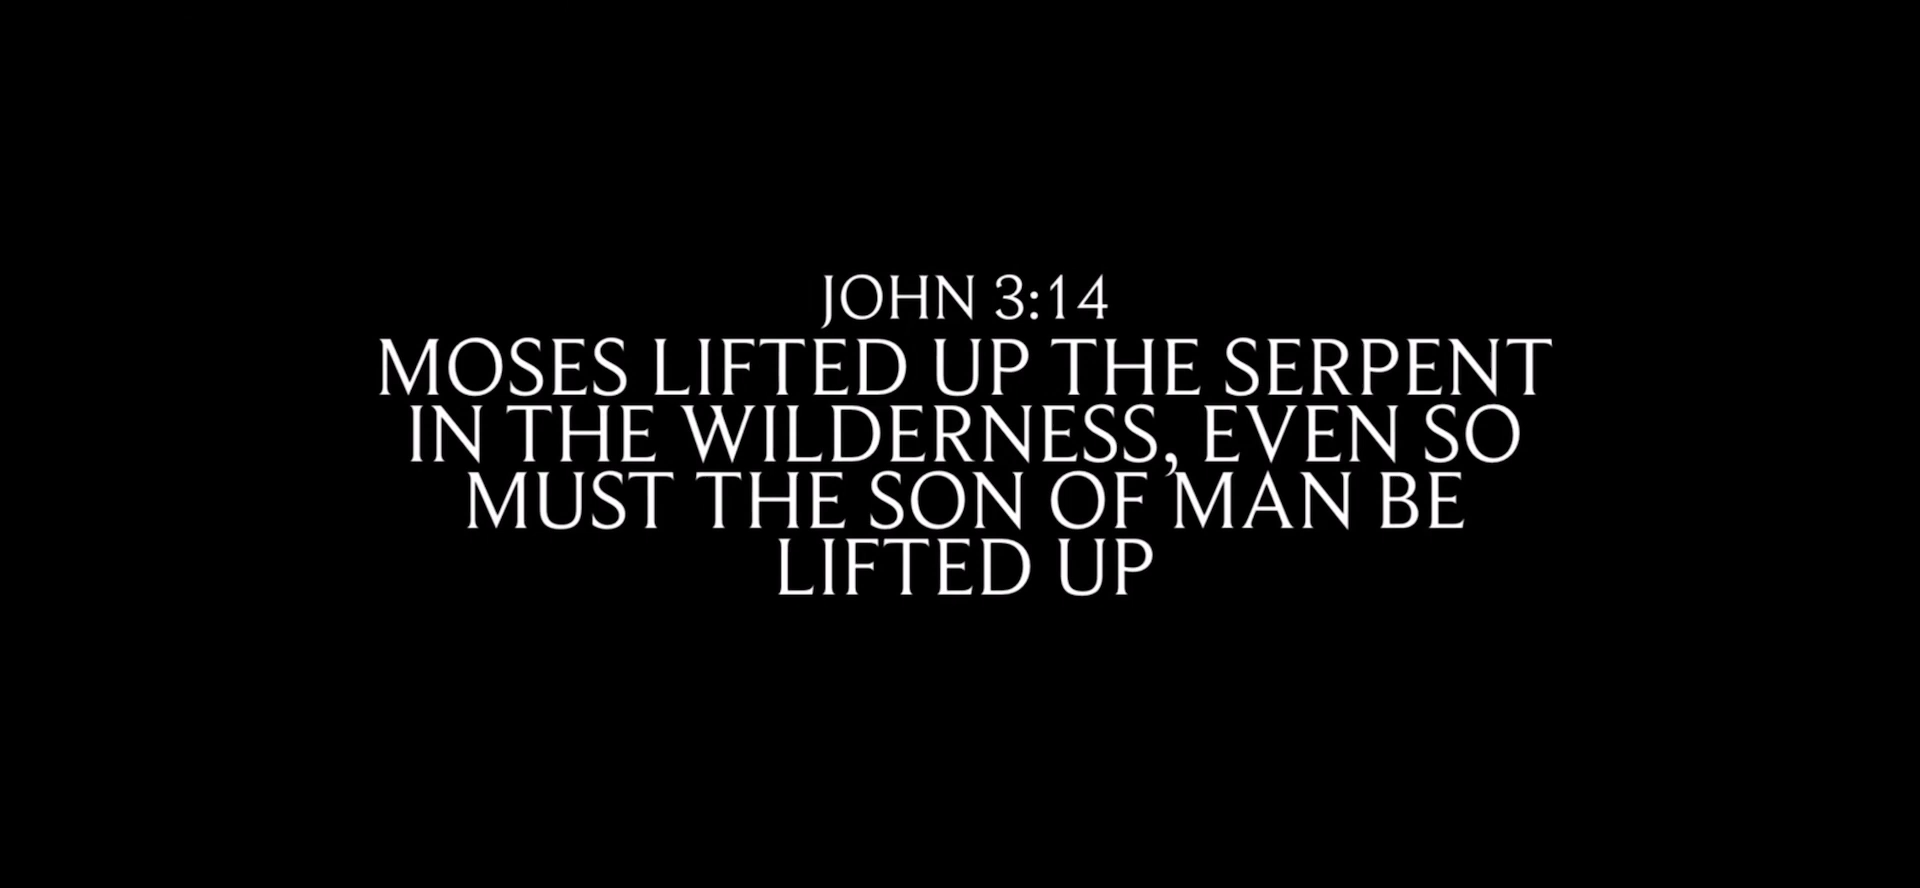 JOHN 3:14
MOSES LIFTED UP THE SERPENT
IN THE WILDERNESS, EVEN SO
MUST THE SON OF MAN BE
LIFTED UP